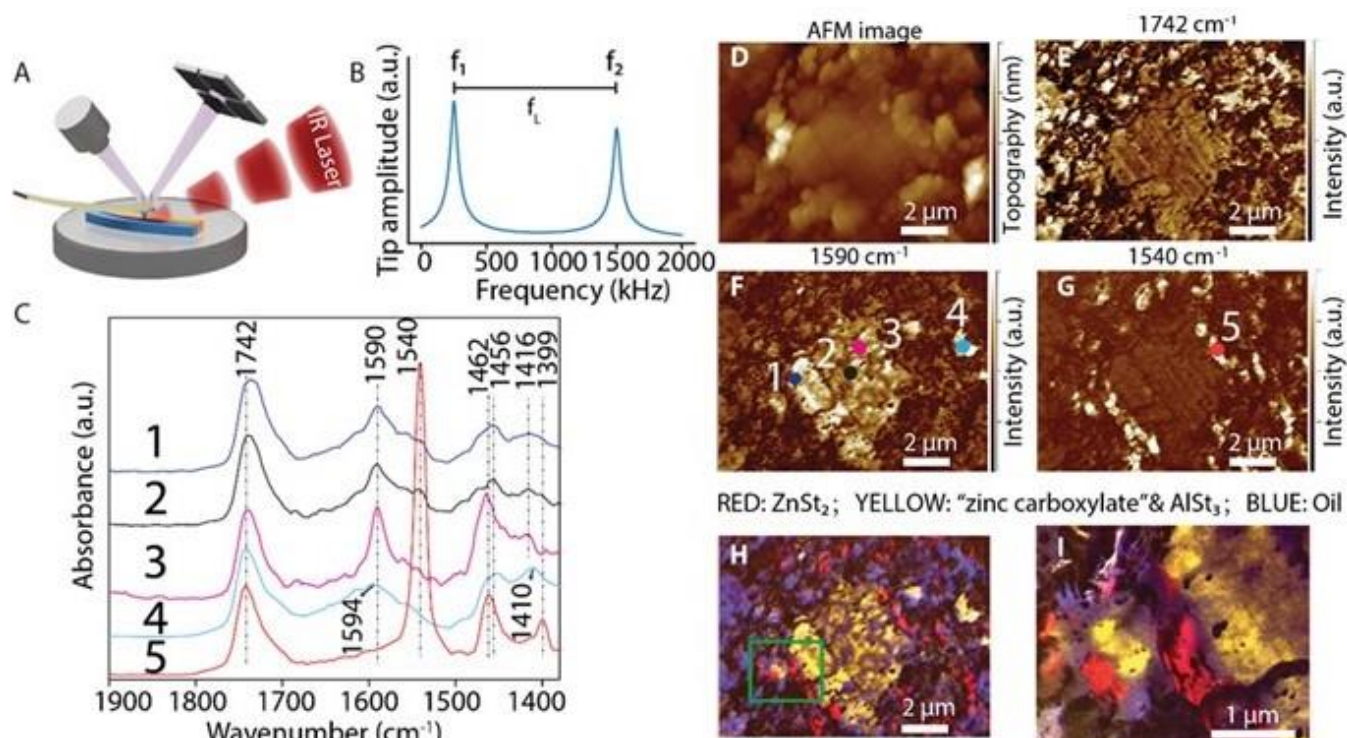 A
IR Laser
B
Tip amplitude (a.u.)
f₁
f₂
f_L
0 500 1000 1500 2000
Frequency (kHz)
C
Absorbance (a.u.)
1742
1590
1540
1462
1456
1416
1399
1
2
3
4
5
1594
1410
1900 1800 1700 1600 1500 1400
Wavenumber (cm⁻¹)
AFM image
D
2 μm
Topography (nm)
1742 cm⁻¹
E
2 μm
Intensity (a.u.)
1590 cm⁻¹
F
1
2
3
4
2 μm
Intensity (a.u.)
1540 cm⁻¹
G
5
2 μm
Intensity (a.u.)
RED: ZnSt₂; YELLOW: “zinc carboxylate”& AlSt₃; BLUE: Oil
H
2 μm
I
1 μm